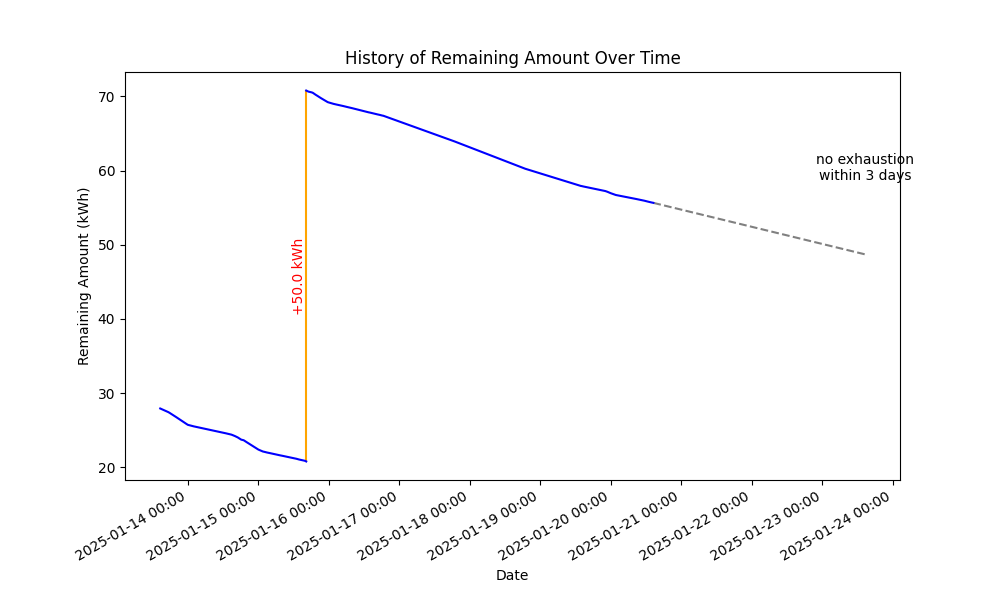 History of Remaining Amount Over Time
Remaining Amount (kWh)
70
60
50
40
30
20
+50.0 kWh
no exhaustion
within 3 days
2025-01-14 00:00
2025-01-15 00:00
2025-01-16 00:00
2025-01-17 00:00
2025-01-18 00:00
2025-01-19 00:00
2025-01-20 00:00
2025-01-21 00:00
2025-01-22 00:00
2025-01-23 00:00
2025-01-24 00:00
Date